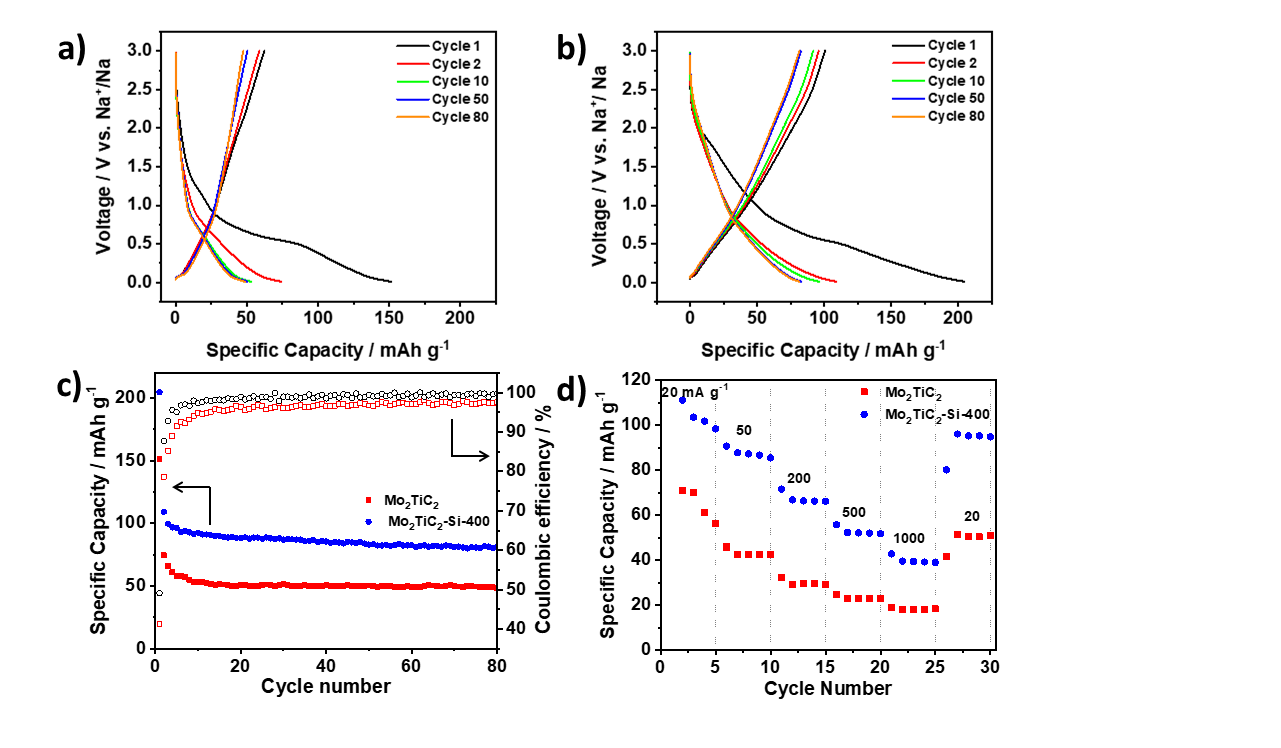 a)
3.0
2.5
2.0
1.5
1.0
0.5
0.0
Voltage / V vs. Na⁺/Na
Cycle 1
Cycle 2
Cycle 10
Cycle 50
Cycle 80
0 50 100 150 200
Specific Capacity / mAh g⁻¹
b)
3.0
2.5
2.0
1.5
1.0
0.5
0.0
Voltage / V vs. Na⁺/ Na
Cycle 1
Cycle 2
Cycle 10
Cycle 50
Cycle 80
0 50 100 150 200
Specific Capacity / mAh g⁻¹
c)
200
150
100
50
0
Specific Capacity / mAh g⁻¹
Mo₂TiC₂
Mo₂TiC₂-Si-400
100
90
80
70
60
50
40
Coulombic efficiency / %
0 20 40 60 80
Cycle number
d)
120
100
80
60
40
20
0
Specific Capacity / mAh g⁻¹
20 mA g⁻¹
50
200
500
1000
20
Mo₂TiC₂
Mo₂TiC₂-Si-400
0 5 10 15 20 25 30
Cycle Number